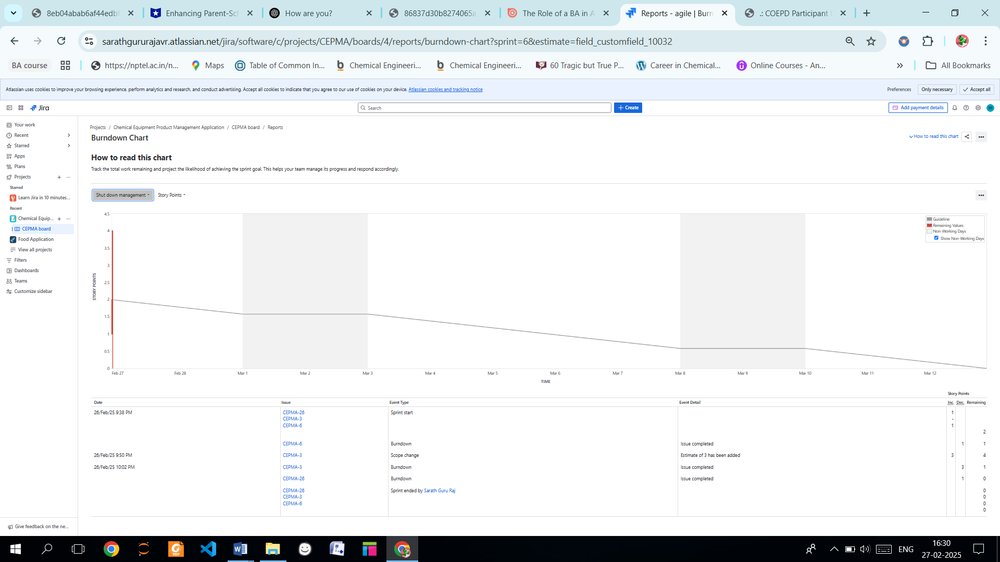 8eb04abab6af44edbf
Enhancing Parent-Sch
How are you?
86837d30b8274065a
The Role of a BA in A
Reports - agile | Burn
.: COEPD Participant
sarathgururajavr.atlassian.net/jira/software/c/projects/CEPMA/boards/4/reports/burndown-chart?sprint=6&estimate=field_customfield_10032
BA course
https://nptel.ac.in/n...
Maps
Table of Common In...
Chemical Engineeri...
Chemical Engineeri...
60 Tragic but True P...
Career in Chemical...
Online Courses - An...
All Bookmarks
Atlassian uses cookies to improve your browsing experience, perform analytics and research, and conduct advertising. Accept all cookies to indicate that you agree to our use of cookies on your device. Atlassian cookies and tracking notice
Preferences
Only necessary
Accept all
Jira
Search
Create
Add payment details
Your work
Recent
Starred
Apps
Plans
Projects
Starred
Learn Jira in 10 minutes...
Recent
Chemical Equip...
CEPMA board
Food Application
View all projects
Filters
Dashboards
Teams
Customize sidebar
Give feedback on the ne...
Projects / Chemical Equipment Product Management Application / CEPMA board / Reports
Burndown Chart
How to read this chart
How to read this chart
Track the total work remaining and project the likelihood of achieving the sprint goal. This helps your team manage its progress and respond accordingly.
Shut down management
Story Points
4.5
4
3.5
3
2.5
2
1.5
1
0.5
0
STORY POINTS
Guideline
Remaining Values
Non-Working Days
Show Non-Working Days
Feb 27 Feb 28 Mar 1 Mar 2 Mar 3 Mar 4 Mar 5 Mar 6 Mar 7 Mar 8 Mar 9 Mar 10 Mar 11 Mar 12
TIME
Story Points
Date Issue Event Type Event Detail Inc. Dec. Remaining
26/Feb/25 9:38 PM CEPMA-26 Sprint start 1
CEPMA-3 -
CEPMA-6 1
2
CEPMA-6 Burndown Issue completed 1 1
26/Feb/25 9:50 PM CEPMA-3 Scope change Estimate of 3 has been added 3 4
26/Feb/25 10:02 PM CEPMA-3 Burndown Issue completed 3 1
CEPMA-26 Burndown Issue completed 1 0
CEPMA-26 Sprint ended by Sarath Guru Raj 0
CEPMA-3 0
CEPMA-6 0
0
ENG
16:30
27-02-2025